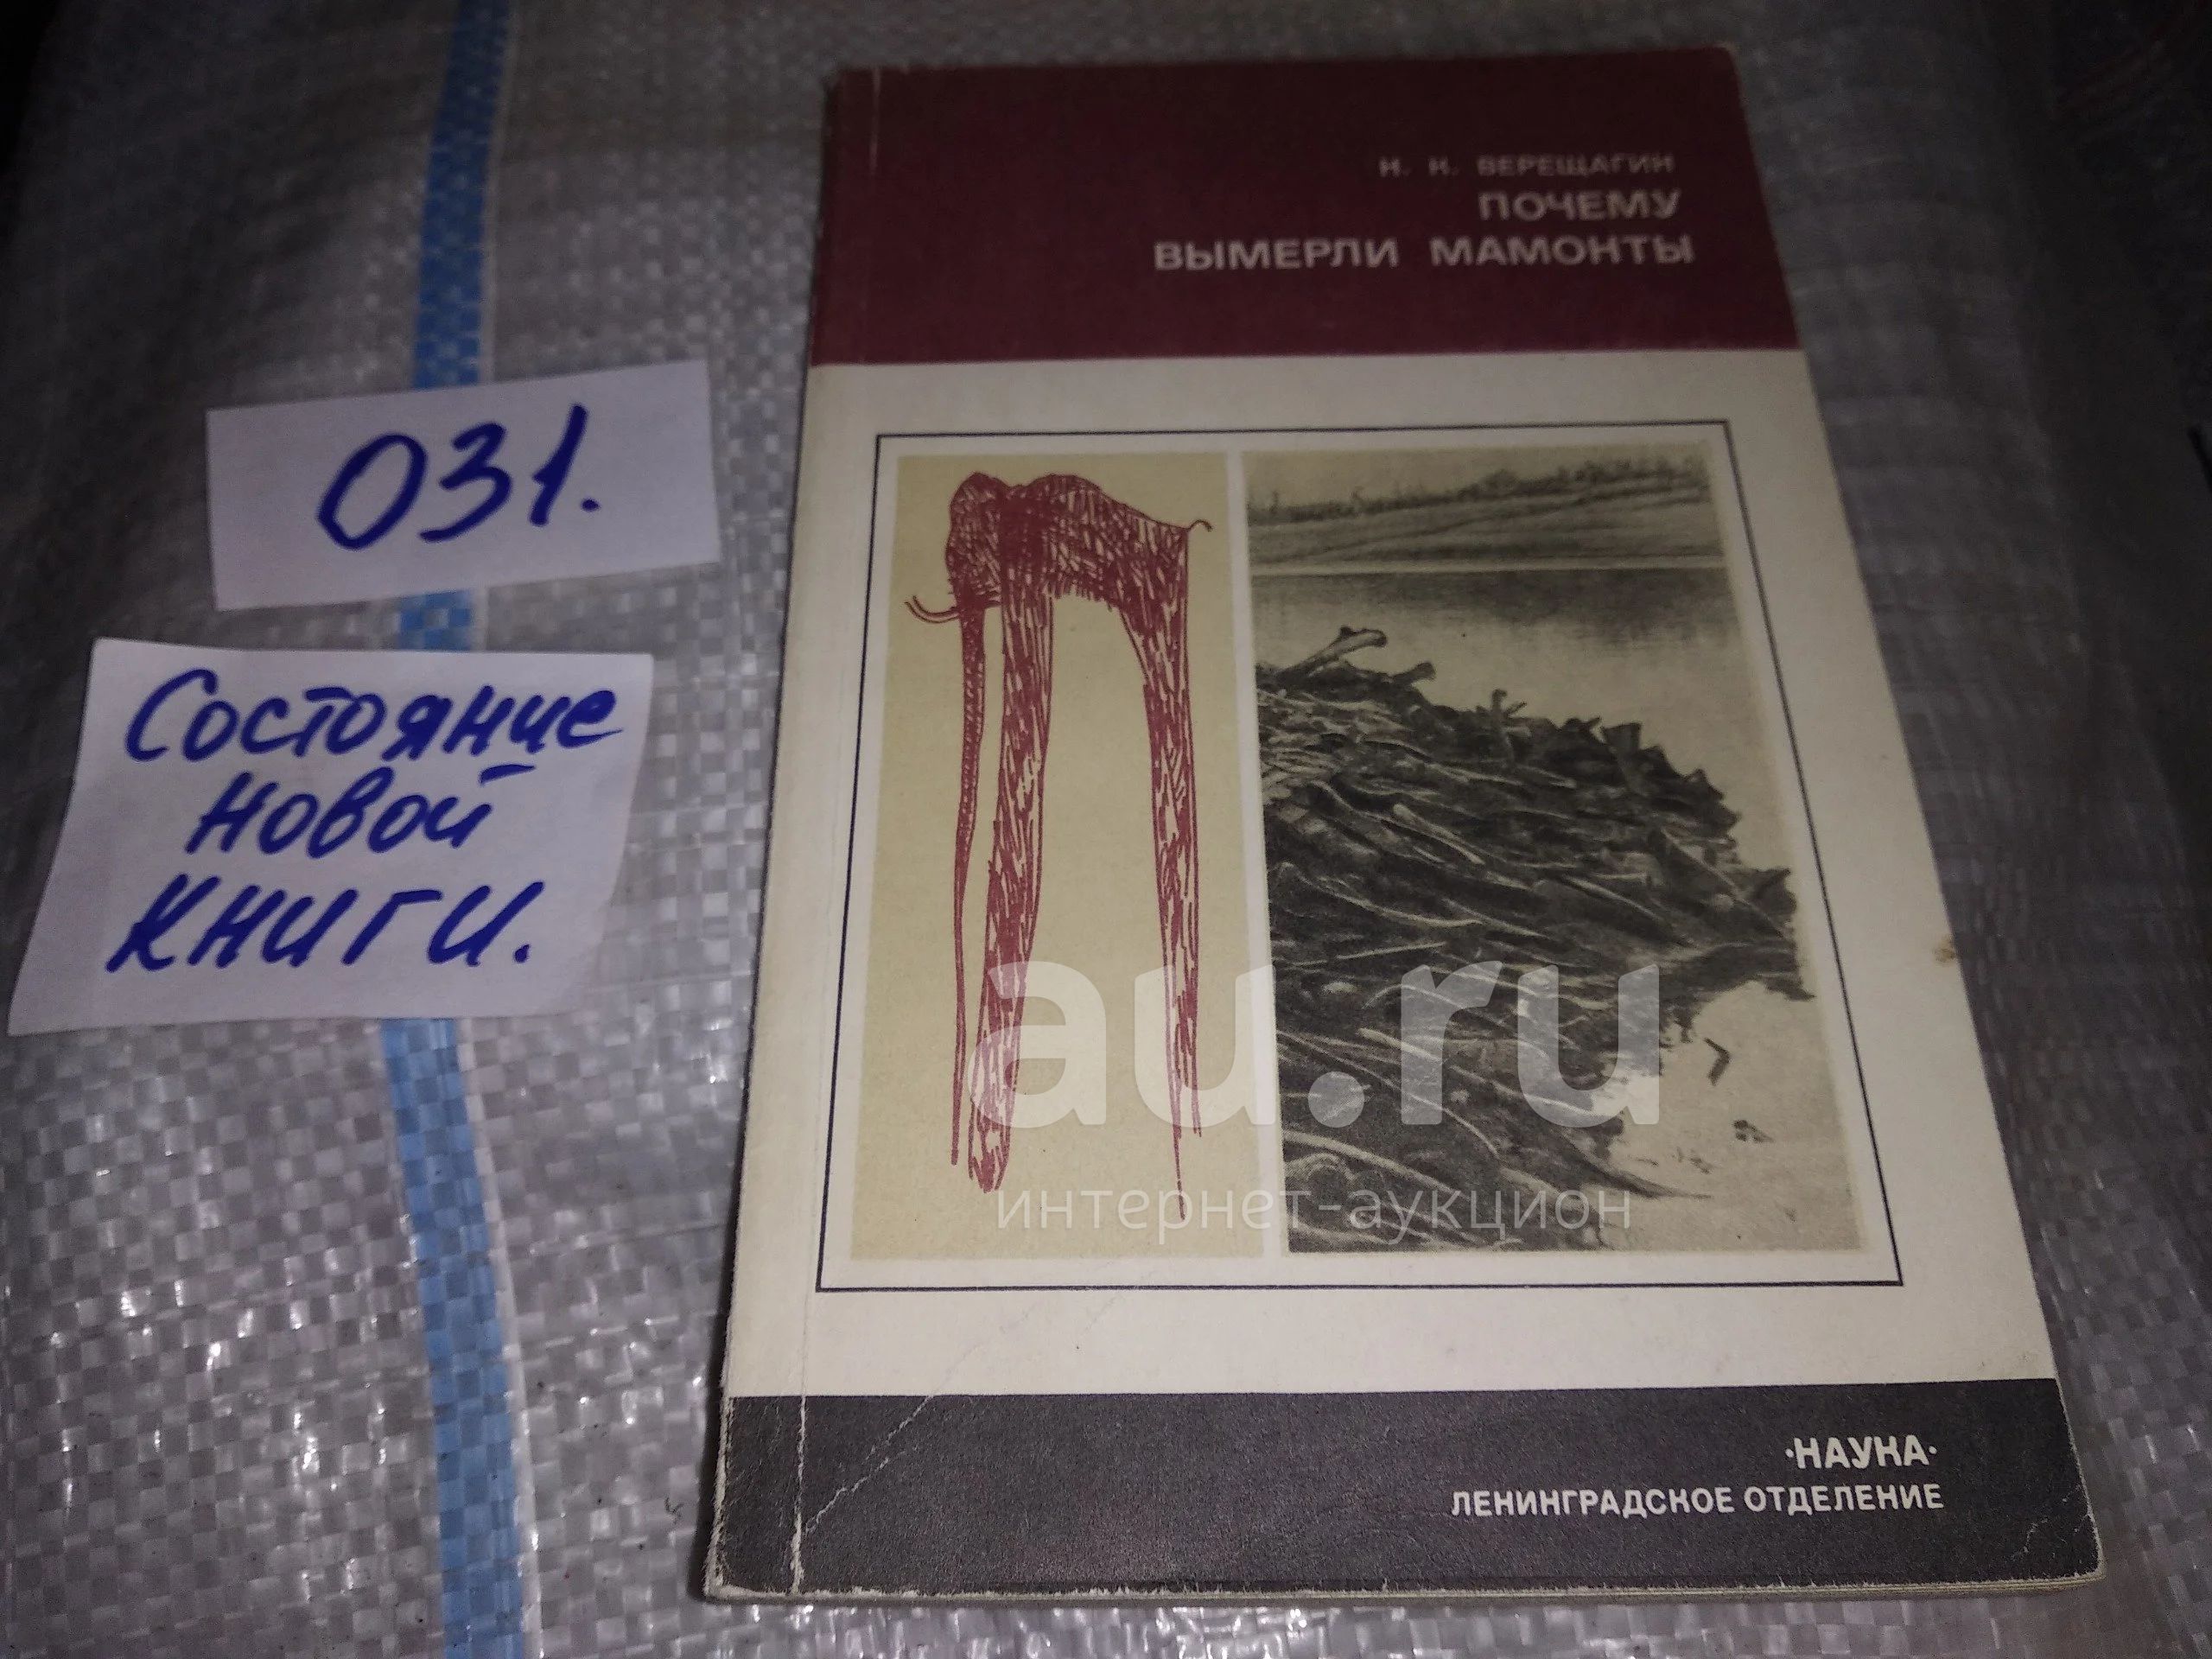 Н. К. ВЕРЕЩАГИН
ПОЧЕМУ
ВЫМЕРЛИ МАМОНТЫ
031.
Состояние
новой
книги.
au.ru
интернет-аукцион
·НАУКА·
ЛЕНИНГРАДСКОЕ ОТДЕЛЕНИЕ